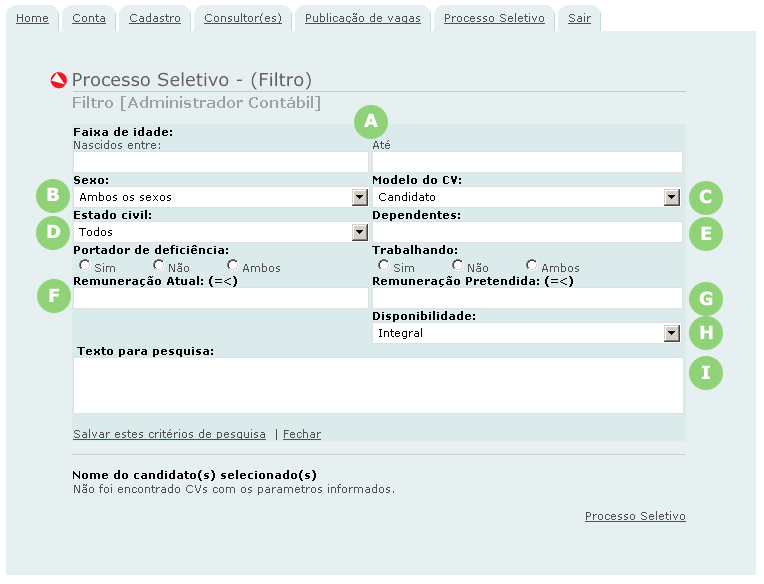 Home Conta Cadastro Consultor(es) Publicação de vagas Processo Seletivo Sair
Processo Seletivo - (Filtro)
Filtro [Administrador Contábil]
A
Faixa de idade:
Nascidos entre: Até
Sexo: Modelo do CV:
B Ambos os sexos Candidato C
Estado civil: Dependentes:
D Todos E
Portador de deficiência: Trabalhando:
Sim Não Ambos Sim Não Ambos
Remuneração Atual: (=<) Remuneração Pretendida: (=<)
F G
Disponibilidade:
Integral H
Texto para pesquisa:
I
Salvar estes critérios de pesquisa | Fechar
Nome do candidato(s) selecionado(s)
Não foi encontrado CVs com os parametros informados.
Processo Seletivo